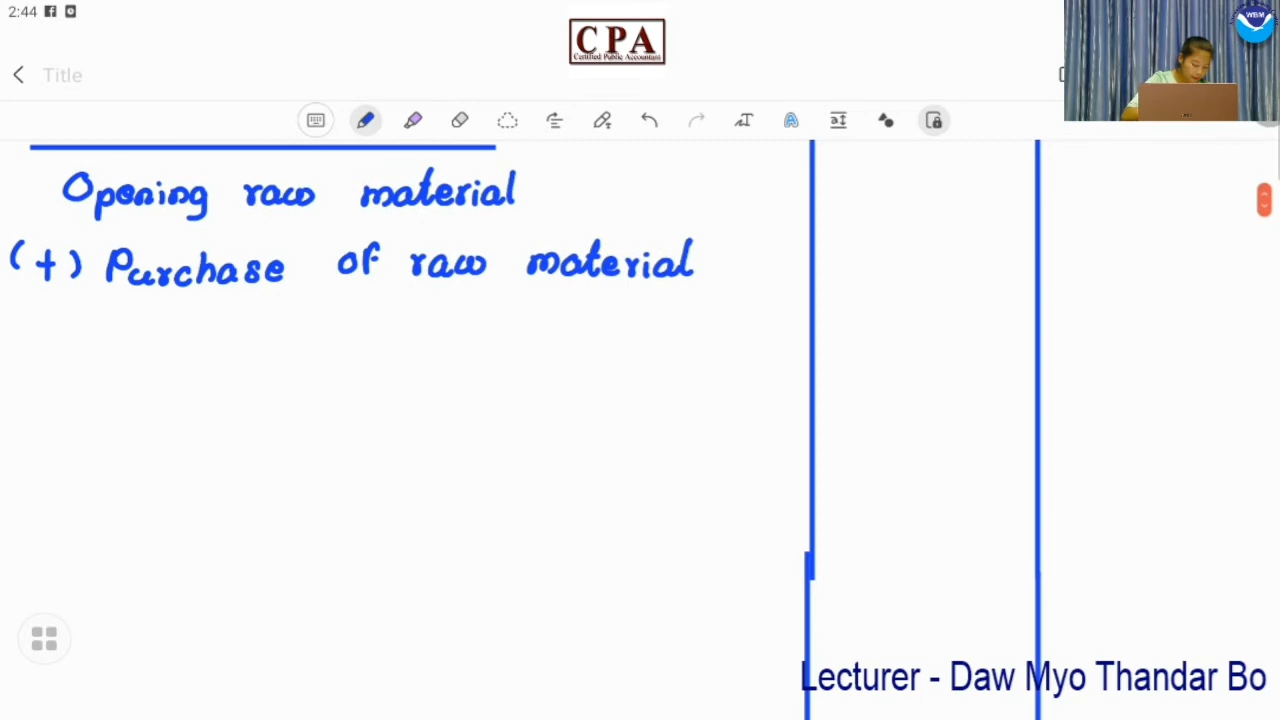 2:44
WBM
CPA
Certified Public Accountant
Title
Opening raw material
(+) Purchase of raw material
Lecturer - Daw Myo Thandar Bo